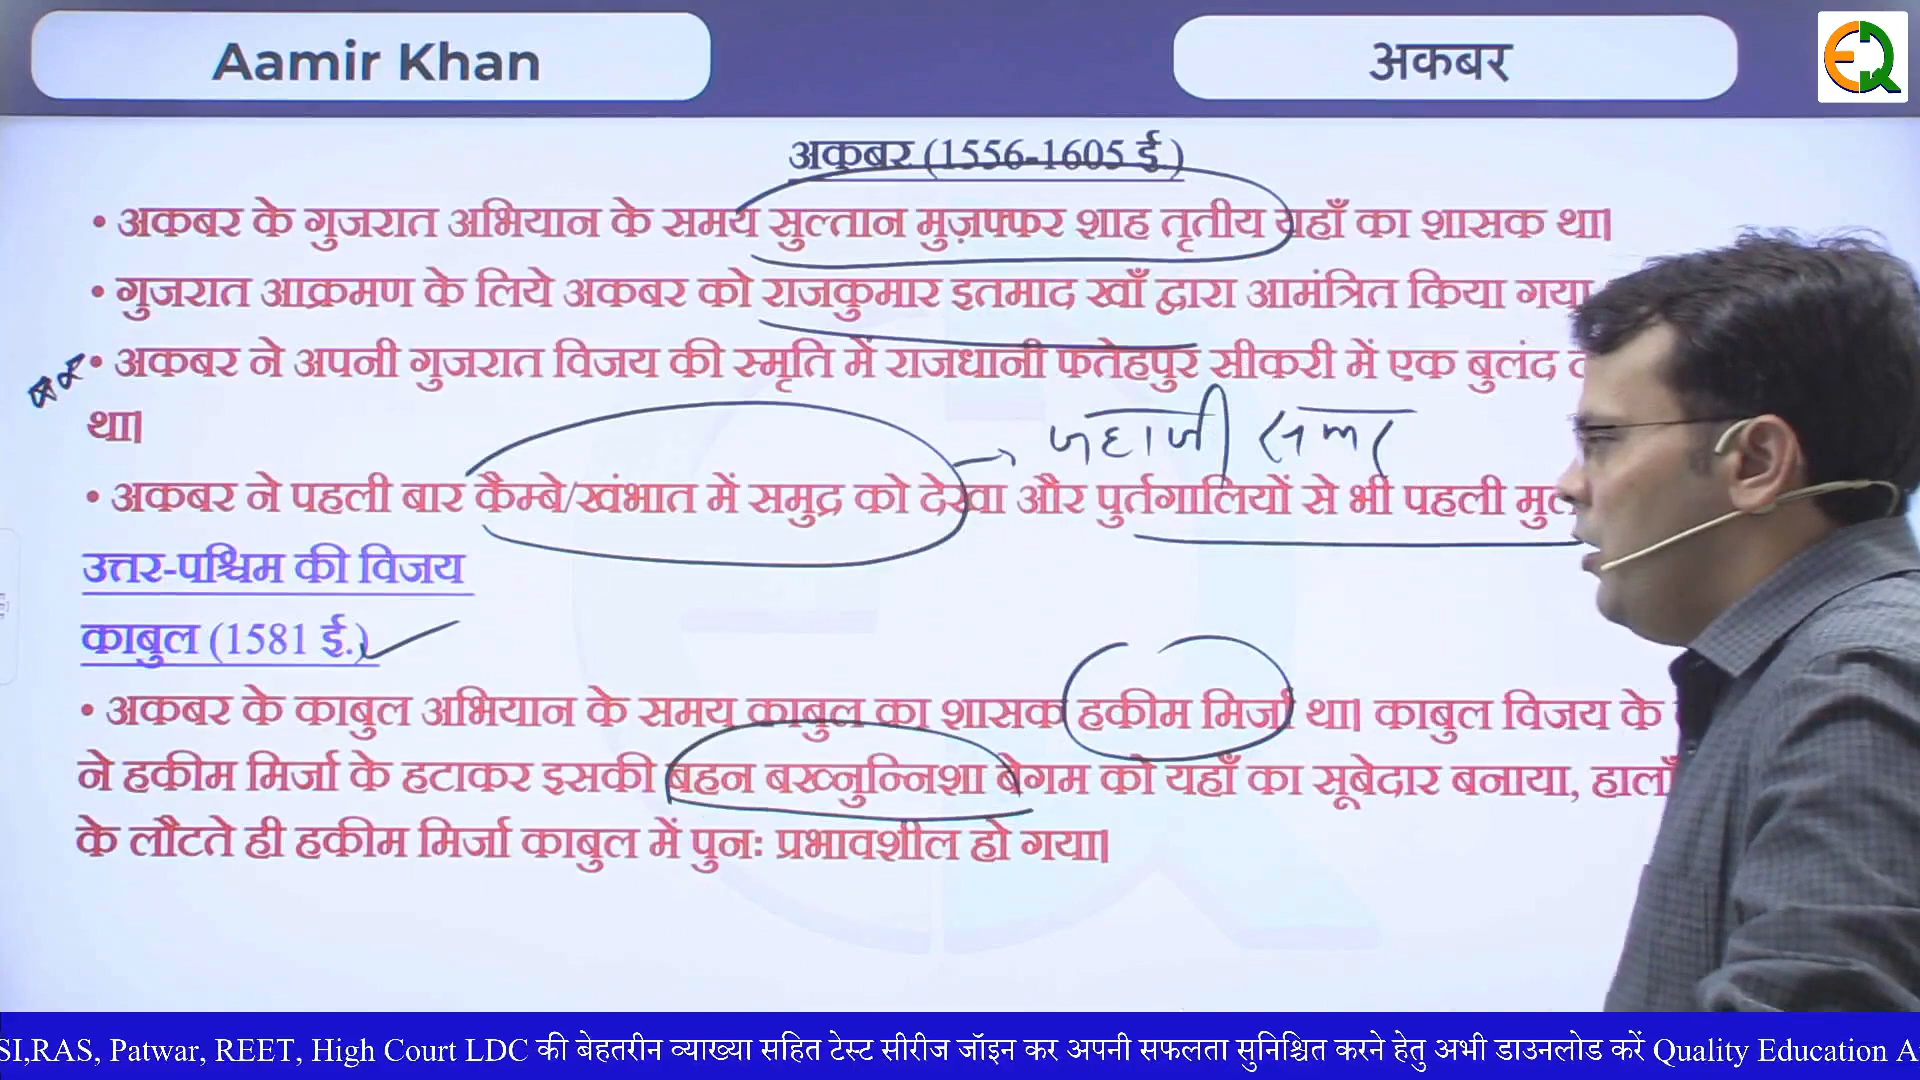 Aamir Khan
अकबर
EQ
अकबर (1556-1605 ई.)
• अकबर के गुजरात अभियान के समय सुल्तान मुज़फ्फर शाह तृतीय यहाँ का शासक था।
• गुजरात आक्रमण के लिये अकबर को राजकुमार इतमाद खाँ द्वारा आमंत्रित किया गया
• अकबर ने अपनी गुजरात विजय की स्मृति में राजधानी फतेहपुर सीकरी में एक बुलंद
था।
जहाजी
• अकबर ने पहली बार कैम्बे/खंभात में समुद्र को देखा और पुर्तगालियों से भी पहली
उत्तर-पश्चिम की विजय
काबुल (1581 ई.)
• अकबर के काबुल अभियान के समय काबुल का शासक हकीम मिर्जा था। काबुल विजय के
ने हकीम मिर्जा के हटाकर इसकी बहन बख्नुन्निशा बेगम को यहाँ का सूबेदार बनाया,
के लौटते ही हकीम मिर्जा काबुल में पुनः प्रभावशील हो गया।
SI,RAS, Patwar, REET, High Court LDC की बेहतरीन व्याख्या सहित टेस्ट सीरीज जॉइन कर अपनी सफलता सुनिश्चित करने हेतु अभी डाउनलोड करें Quality Education